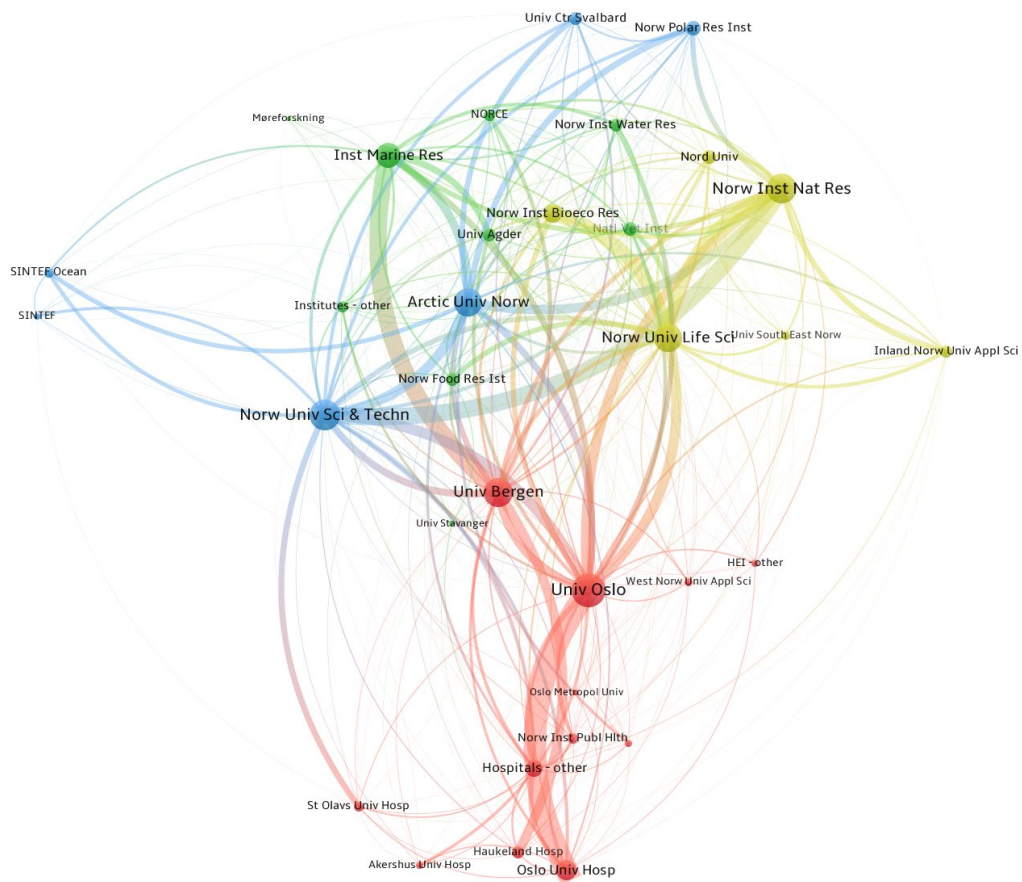 Univ Ctr Svalbard
Norw Polar Res Inst
Møreforskning
NORCE
Norw Inst Water Res
Inst Marine Res
Nord Univ
Norw Inst Nat Res
Norw Inst Bioeco Res
Natl Vet Inst
Univ Agder
SINTEF Ocean
Institutes - other
Arctic Univ Norw
SINTEF
Norw Univ Life Sci
Univ South East Norw
Inland Norw Univ Appl Sci
Norw Food Res Ist
Norw Univ Sci & Techn
Univ Bergen
Univ Stavanger
HEI - other
West Norw Univ Appl Sci
Univ Oslo
Oslo Metropol Univ
Norw Inst Publ Hlth
Hospitals - other
St Olavs Univ Hosp
Haukeland Hosp
Akershus Univ Hosp
Oslo Univ Hosp